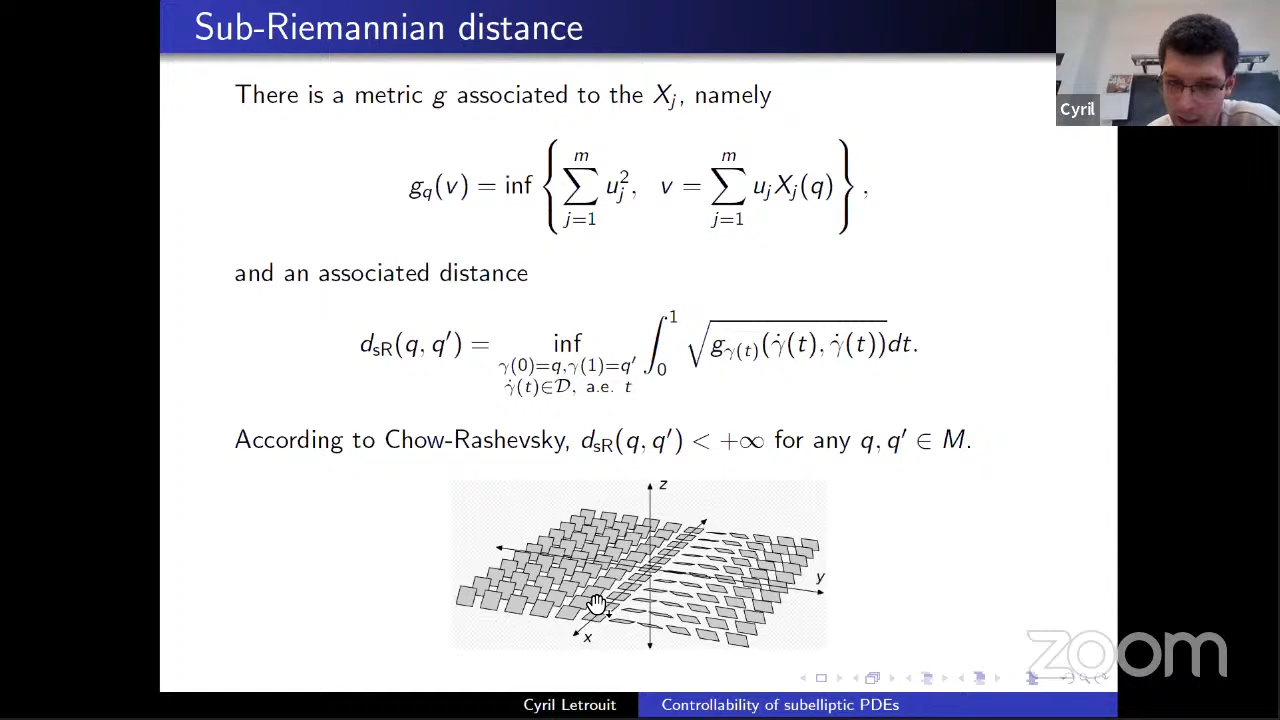 Sub-Riemannian distance
There is a metric g associated to the X_j, namely
g_q(v) = inf { ∑_{j=1}^{m} u_j^2,   v = ∑_{j=1}^{m} u_j X_j(q) } ,
and an associated distance
d_sR(q, q′) = inf_{γ(0)=q,γ(1)=q′ γ̇(t)∈𝒟, a.e. t} ∫_0^1 √(g_{γ(t)}(γ̇(t), γ̇(t))) dt.
According to Chow-Rashevsky, d_sR(q, q′) < +∞ for any q, q′ ∈ M.
z
y
x
Cyril
zoom
Cyril Letrouit
Controllability of subelliptic PDEs